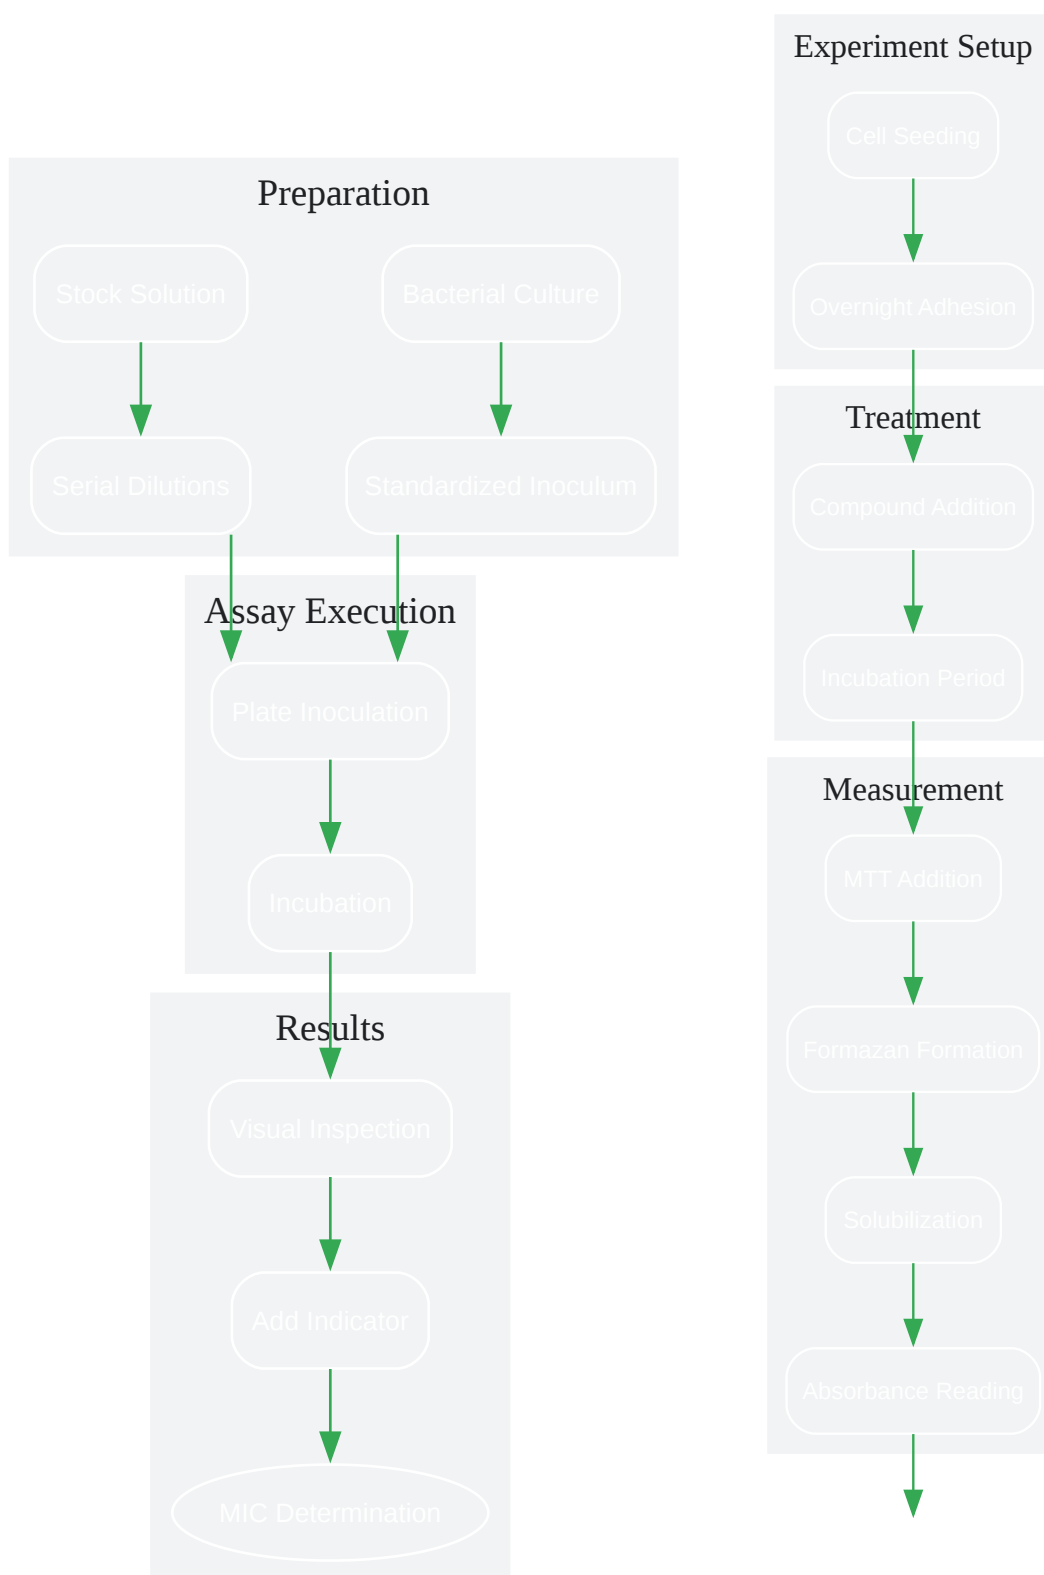 Preparation
Stock Solution
Bacterial Culture
Serial Dilutions
Standardized Inoculum
Assay Execution
Plate Inoculation
Incubation
Results
Visual Inspection
Add Indicator
MIC Determination
Experiment Setup
Cell Seeding
Overnight Adhesion
Treatment
Compound Addition
Incubation Period
Measurement
MTT Addition
Formazan Formation
Solubilization
Absorbance Reading